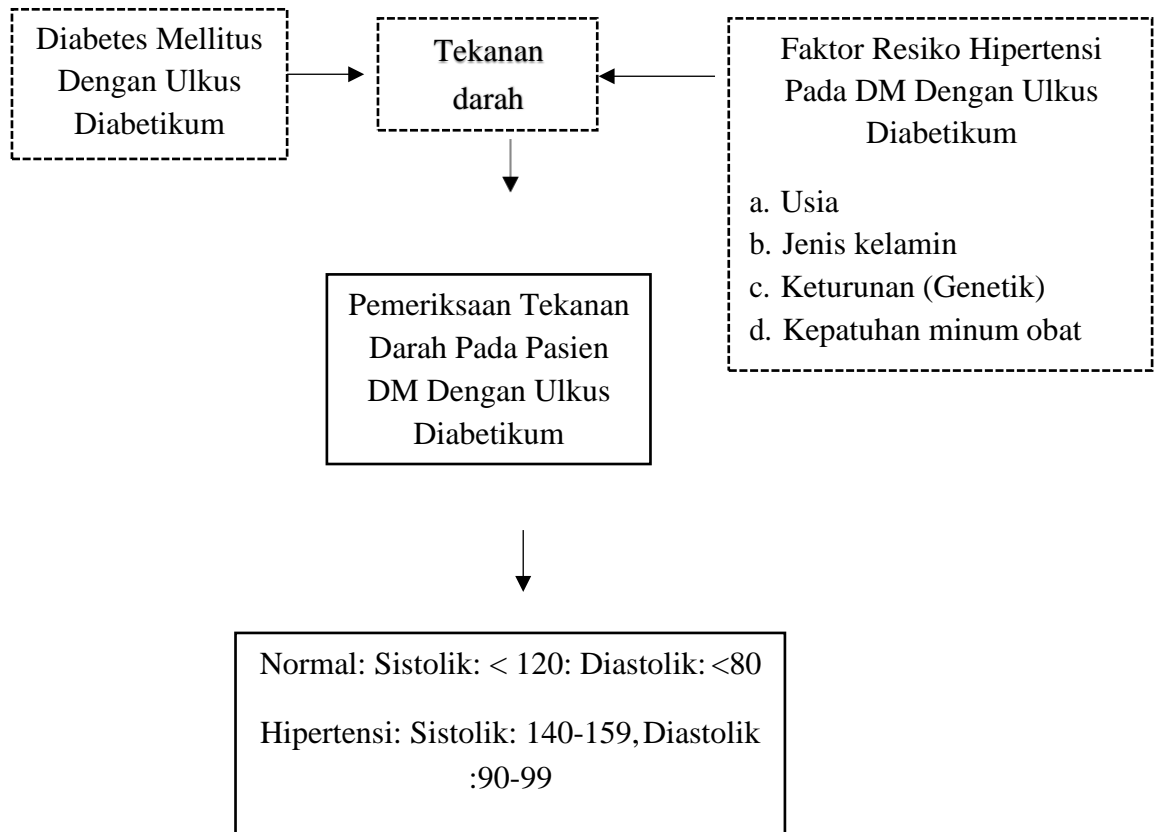 Diabetes Mellitus
Dengan Ulkus
Diabetikum
Tekanan
darah
Faktor Resiko Hipertensi
Pada DM Dengan Ulkus
Diabetikum
a. Usia
b. Jenis kelamin
c. Keturunan (Genetik)
d. Kepatuhan minum obat
Pemeriksaan Tekanan
Darah Pada Pasien
DM Dengan Ulkus
Diabetikum
Normal: Sistolik: < 120: Diastolik: <80
Hipertensi: Sistolik: 140-159, Diastolik
:90-99